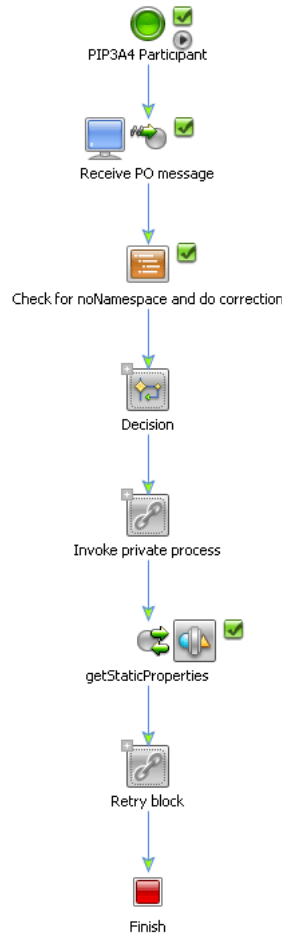 PIP3A4 Participant
Receive PO message
Check for noNamespace and do correction
Decision
Invoke private process
getStaticProperties
Retry block
Finish